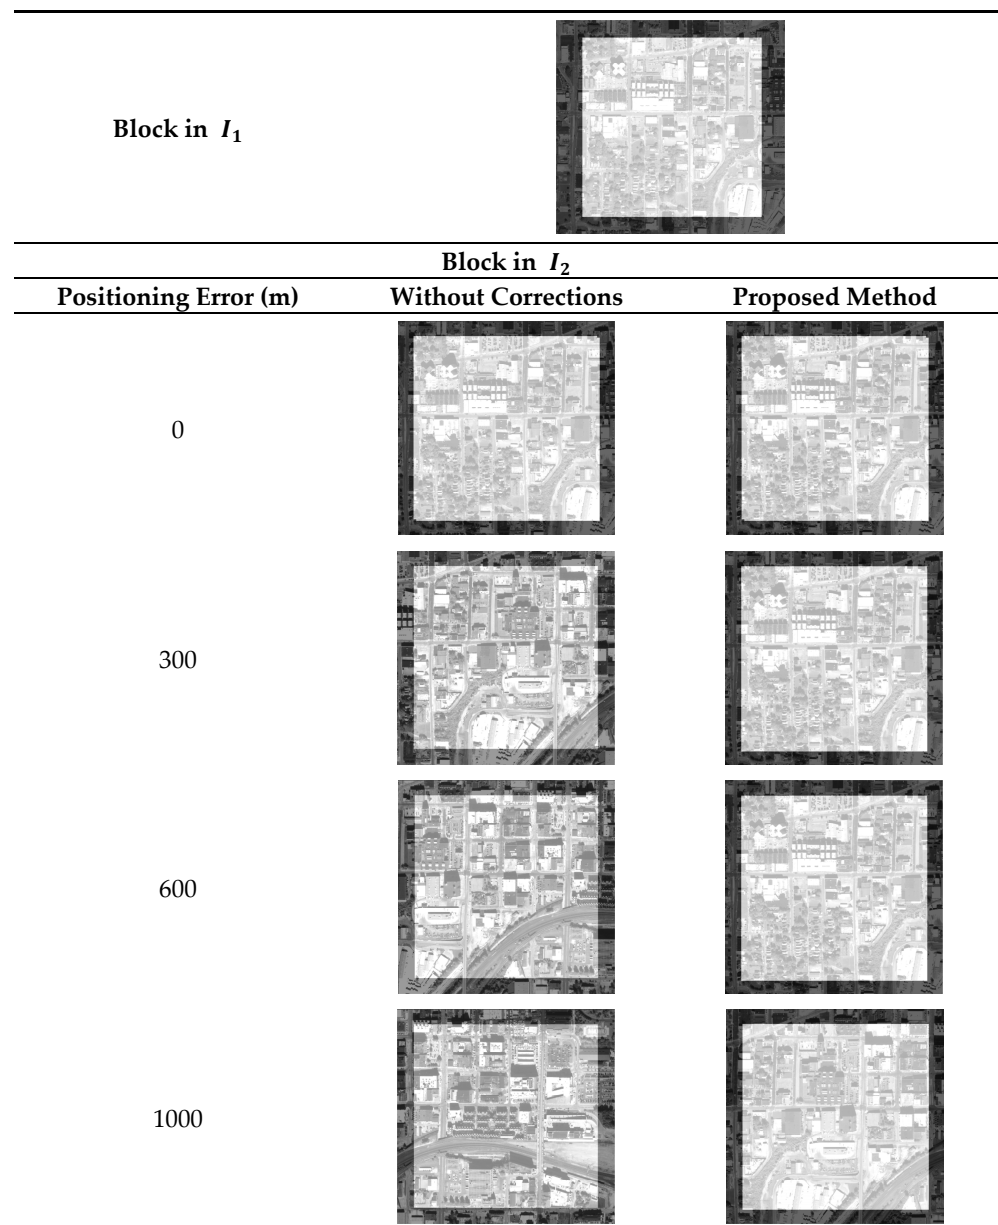 Block in I₁
Block in I₂
Positioning Error (m) Without Corrections Proposed Method
0
300
600
1000